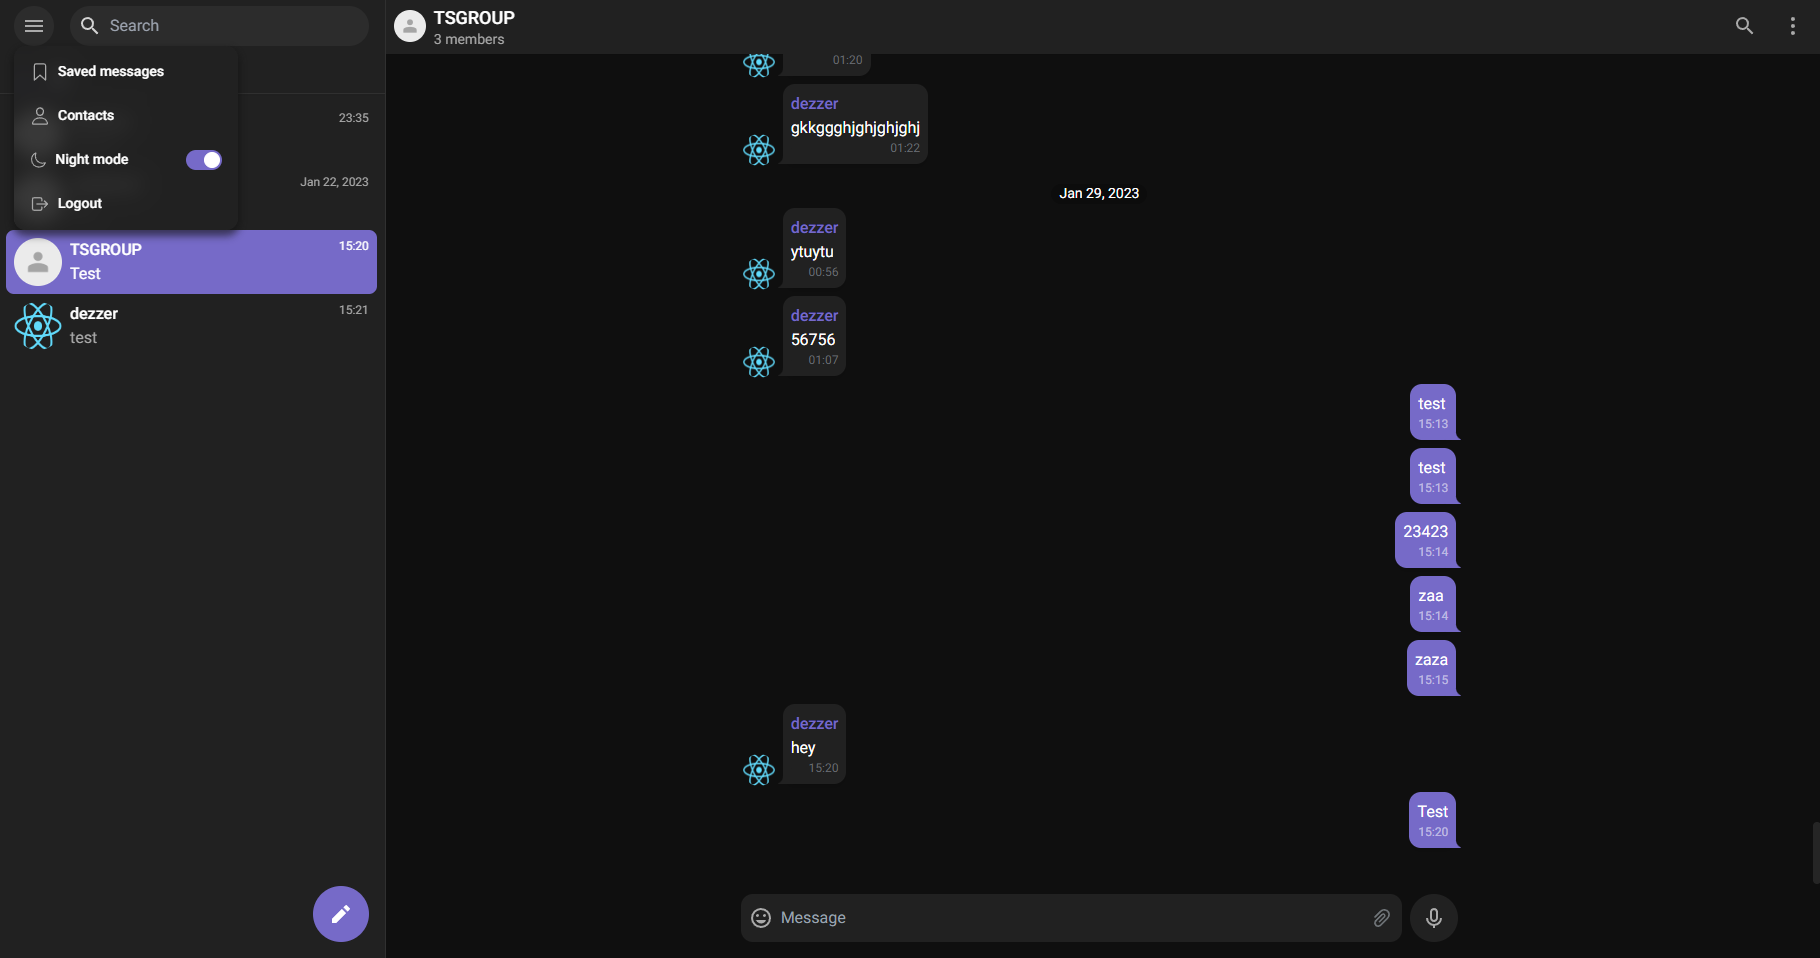 Search
Saved messages
Contacts
23:35
Night mode
Jan 22, 2023
Logout
TSGROUP
15:20
Test
dezzer
15:21
test
TSGROUP
3 members
01:20
dezzer
gkkggghjghjghjghj
01:22
Jan 29, 2023
dezzer
ytuytu
00:56
dezzer
56756
01:07
test
15:13
test
15:13
23423
15:14
zaa
15:14
zaza
15:15
dezzer
hey
15:20
Test
15:20
Message